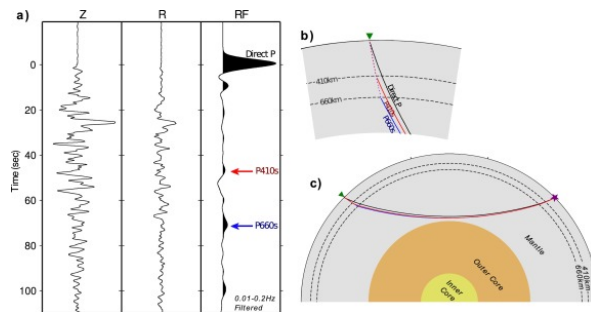 a)
Z
R
RF
Direct P
0
20
40
60
80
100
Time (sec)
P410s
P660s
0.01-0.2Hz
Filtered
b)
410km
660km
Direct P
P410s
P660s
c)
Mantle
Outer Core
Inner
Core
410km
660km